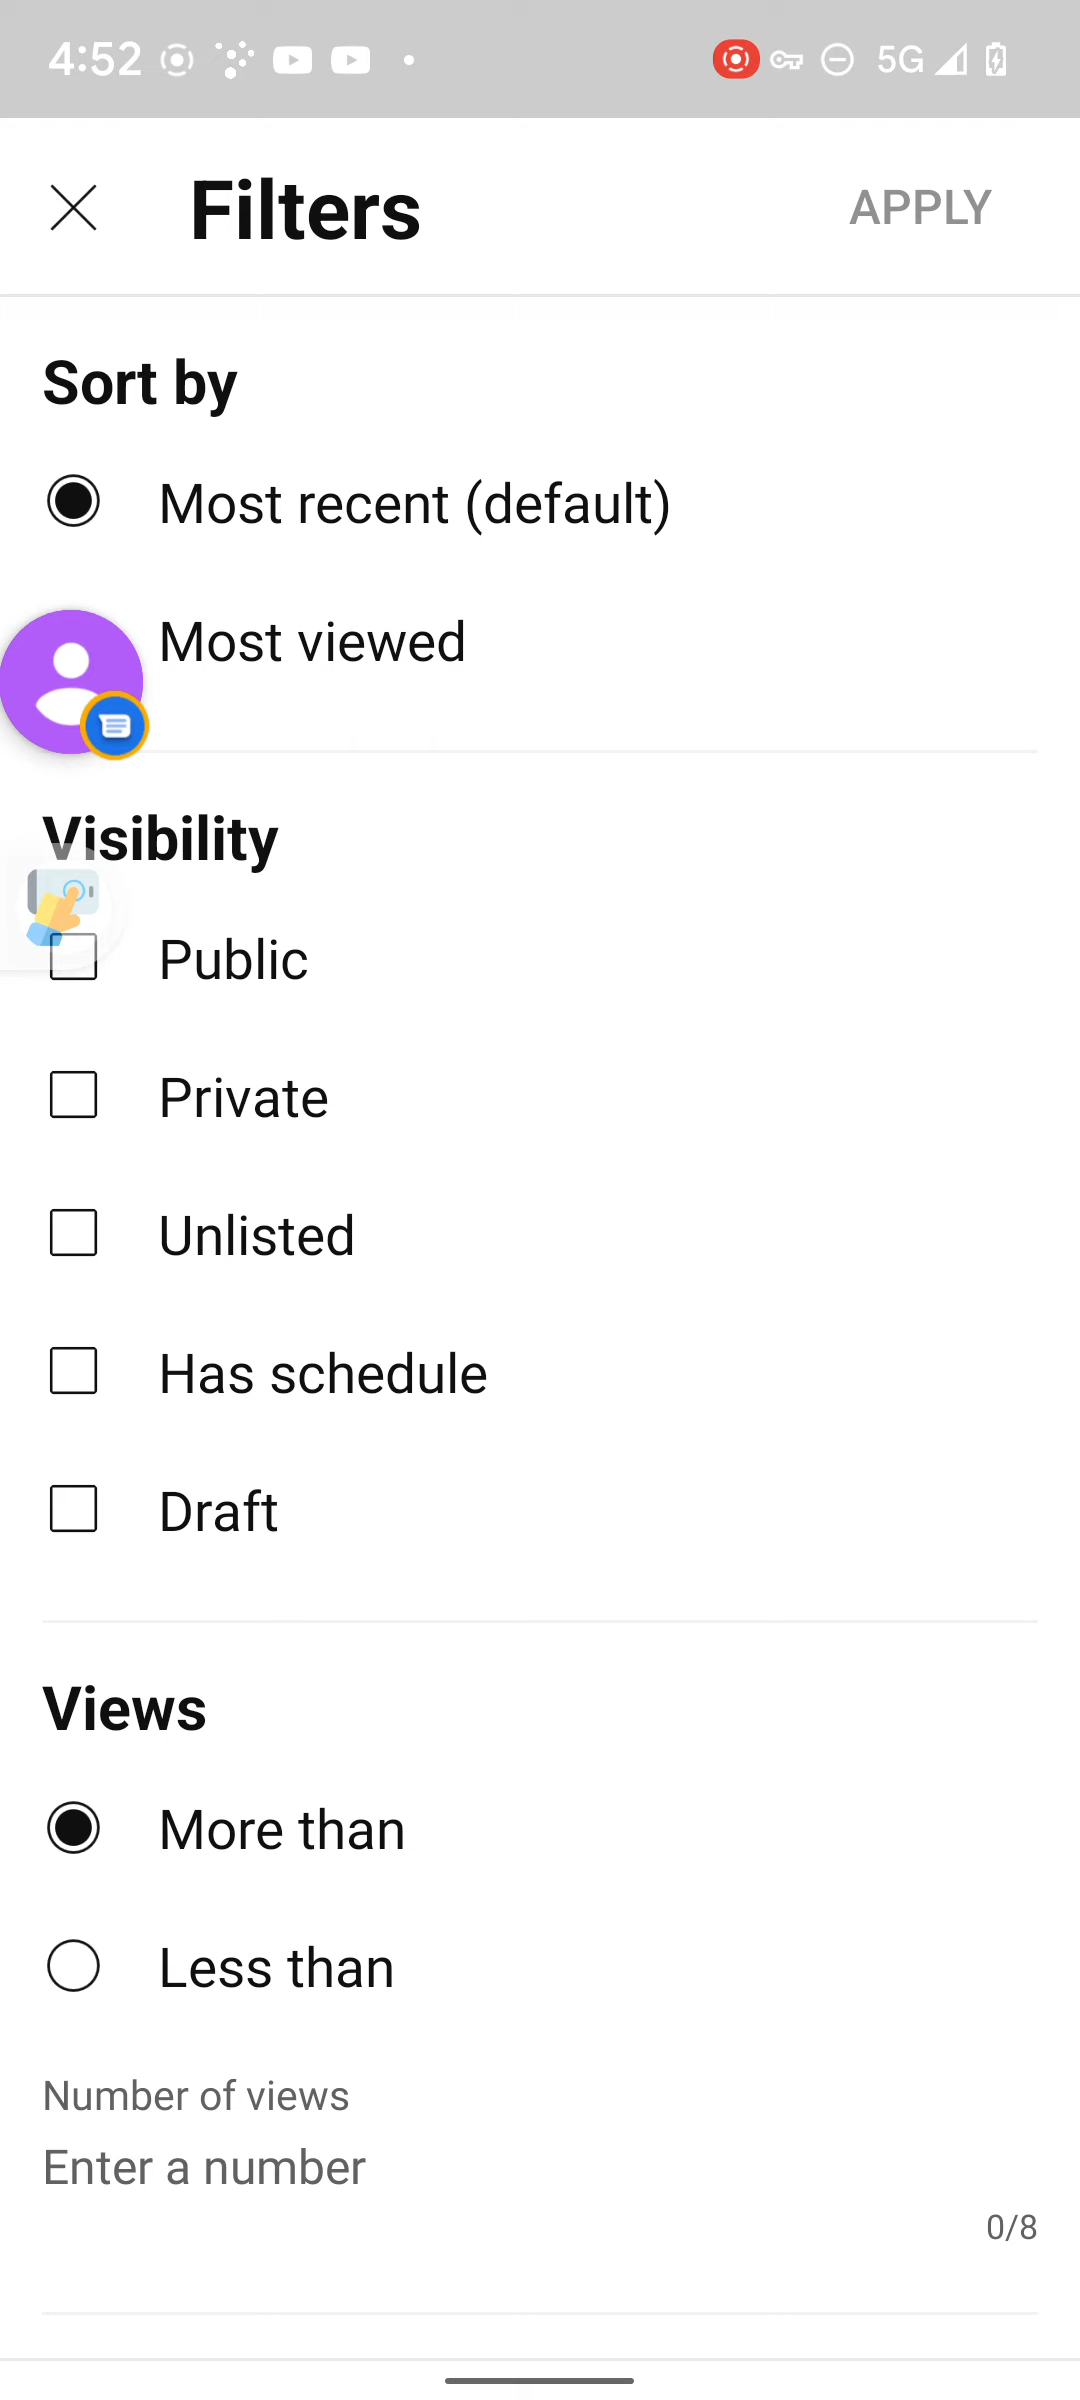 4:52
5G
Filters
APPLY
Sort by
Most recent (default)
Most viewed
Visibility
Public
Private
Unlisted
Has schedule
Draft
Views
More than
Less than
Number of views
Enter a number
0/8